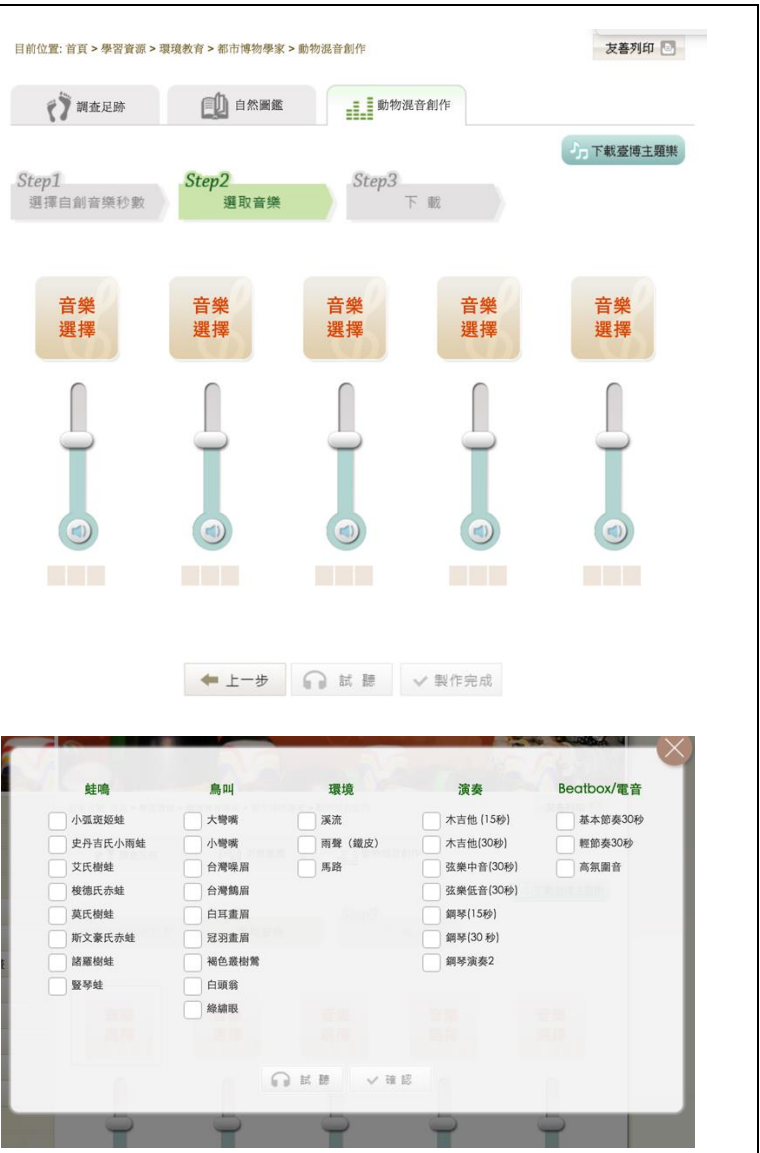 目前位置: 首頁 > 學習資源 > 環境教育 > 都市博物學家 > 動物混音創作
友善列印
調查足跡
自然圖鑑
動物混音創作
下載臺博主題樂
Step1
選擇自創音樂秒數
Step2
選取音樂
Step3
下 載
音樂
選擇
音樂
選擇
音樂
選擇
音樂
選擇
音樂
選擇
上一步
試 聽
製作完成
蛙鳴
小弧斑姬蛙
史丹吉氏小雨蛙
艾氏樹蛙
梭德氏赤蛙
莫氏樹蛙
斯文豪氏赤蛙
諸羅樹蛙
豎琴蛙
鳥叫
大彎嘴
小彎嘴
台灣噪眉
台灣鷦眉
白耳畫眉
冠羽畫眉
褐色叢樹鶯
白頭翁
綠繡眼
環境
溪流
雨聲（鐵皮）
馬路
演奏
木吉他 (15秒)
木吉他(30秒)
弦樂中音(30秒)
弦樂低音(30秒)
鋼琴(15秒)
鋼琴(30 秒)
鋼琴演奏2
Beatbox/電音
基本節奏30秒
輕節奏30秒
高氛圍音
試 聽
確 認